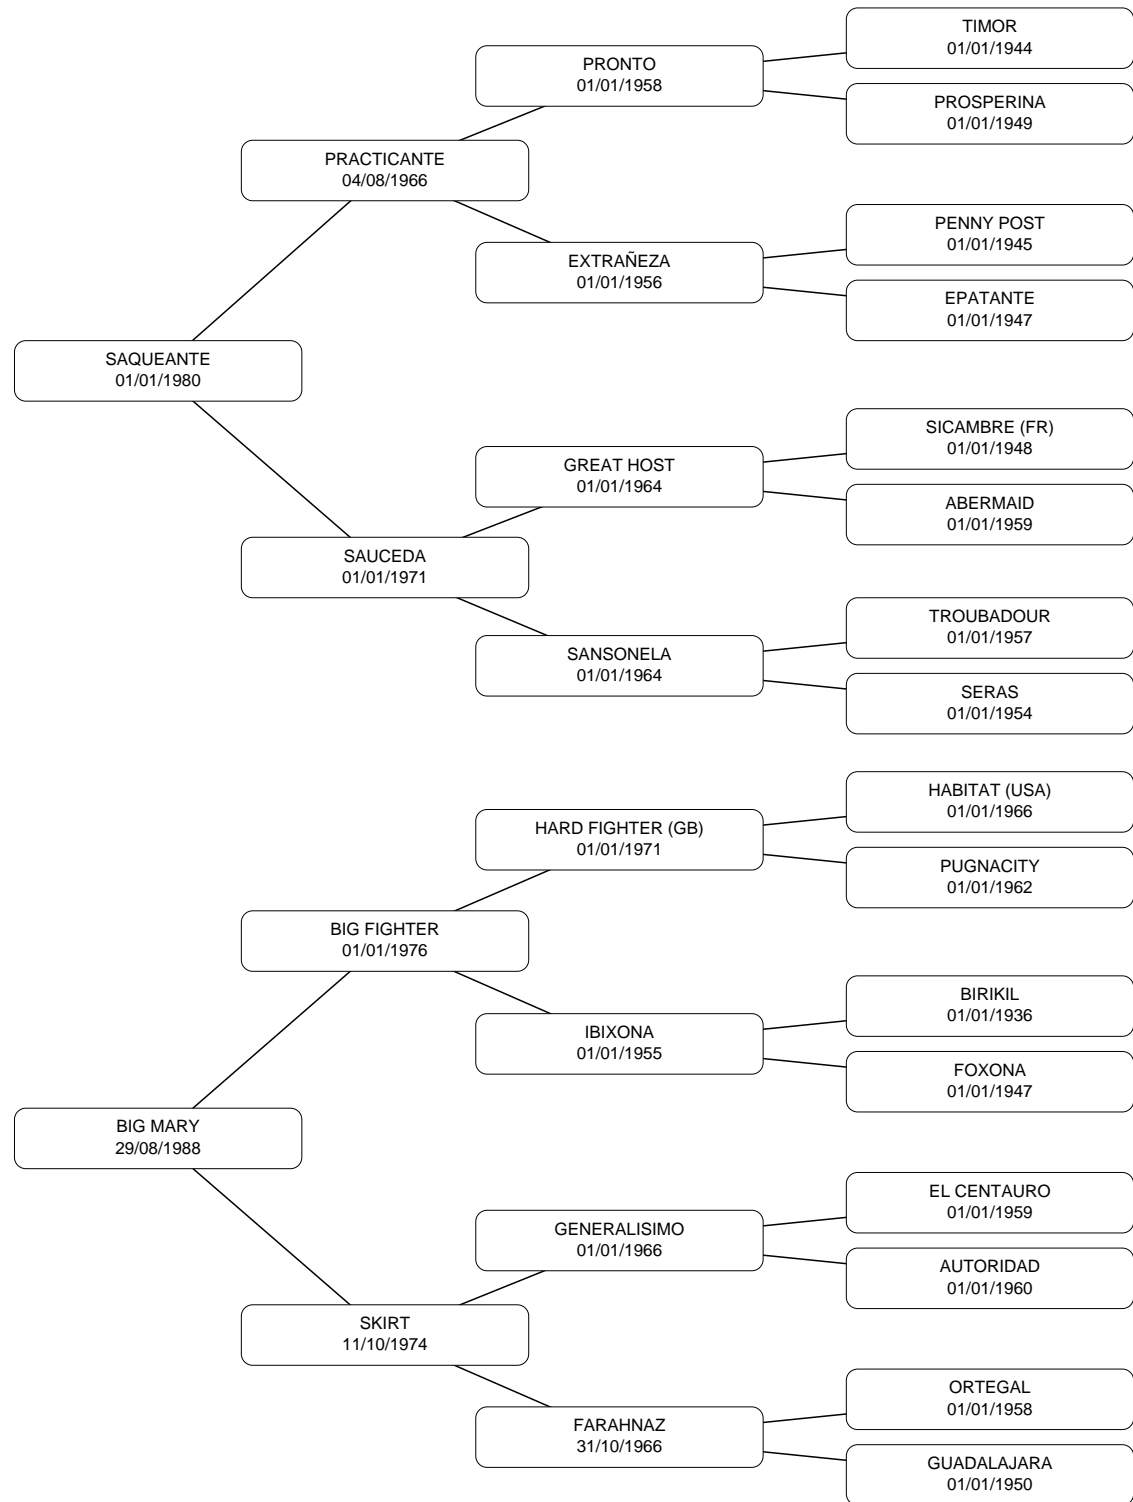 TIMOR
01/01/1944
PRONTO
01/01/1958
PROSPERINA
01/01/1949
PRACTICANTE
04/08/1966
PENNY POST
01/01/1945
EXTRAÑEZA
01/01/1956
EPATANTE
01/01/1947
SAQUEANTE
01/01/1980
SICAMBRE (FR)
01/01/1948
GREAT HOST
01/01/1964
ABERMAID
01/01/1959
SAUCEDA
01/01/1971
TROUBADOUR
01/01/1957
SANSONELA
01/01/1964
SERAS
01/01/1954
HABITAT (USA)
01/01/1966
HARD FIGHTER (GB)
01/01/1971
PUGNACITY
01/01/1962
BIG FIGHTER
01/01/1976
BIRIKIL
01/01/1936
IBIXONA
01/01/1955
FOXONA
01/01/1947
BIG MARY
29/08/1988
EL CENTAURO
01/01/1959
GENERALISIMO
01/01/1966
AUTORIDAD
01/01/1960
SKIRT
11/10/1974
ORTEGAL
01/01/1958
FARAHNAZ
31/10/1966
GUADALAJARA
01/01/1950